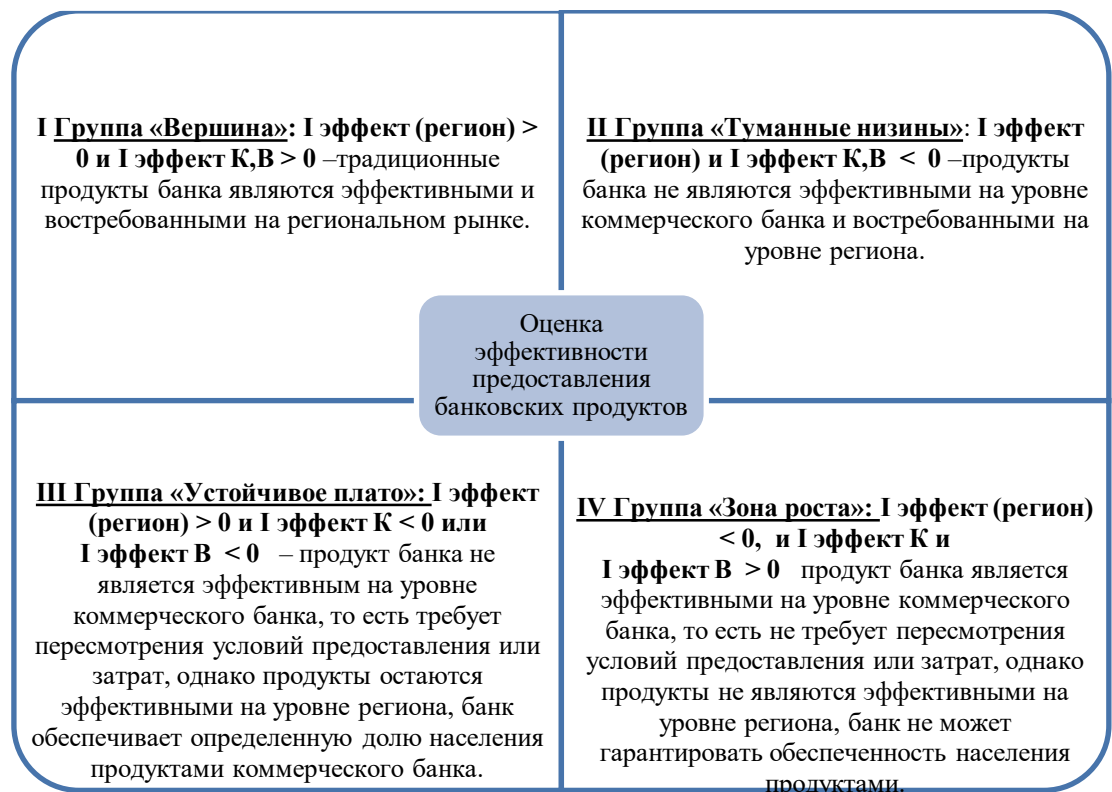 I Группа «Вершина»: I эффект (регион) >
0 и I эффект К,В > 0 –традиционные
продукты банка являются эффективными и
востребованными на региональном рынке.
II Группа «Туманные низины»: I эффект
(регион) и I эффект К,В < 0 –продукты
банка не являются эффективными на уровне
коммерческого банка и востребованными на
уровне региона.
Оценка
эффективности
предоставления
банковских продуктов
III Группа «Устойчивое плато»: I эффект
(регион) > 0 и I эффект К < 0 или
I эффект В < 0 – продукт банка не
является эффективным на уровне
коммерческого банка, то есть требует
пересмотрения условий предоставления или
затрат, однако продукты остаются
эффективными на уровне региона, банк
обеспечивает определенную долю населения
продуктами коммерческого банка.
IV Группа «Зона роста»: I эффект (регион)
< 0, и I эффект К и
I эффект В > 0 продукт банка является
эффективными на уровне коммерческого
банка, то есть не требует пересмотрения
условий предоставления или затрат, однако
продукты не являются эффективными на
уровне региона, банк не может
гарантировать обеспеченность населения
продуктами.